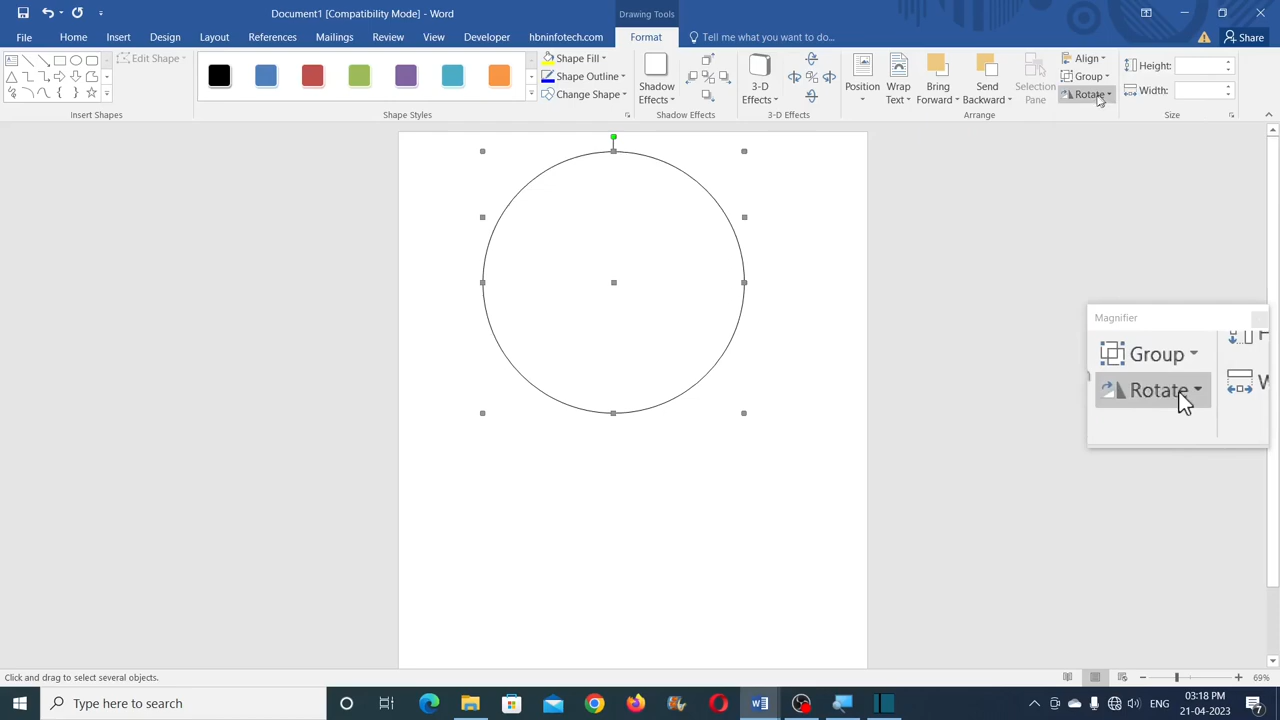 Document1 [Compatibility Mode] - Word
Drawing Tools
File Home Insert Design Layout References Mailings Review View Developer hbninfotech.com Format Tell me what you want to do... Share
Edit Shape
Shape Fill
Shape Outline
Change Shape
Shadow Effects
3-D Effects
Position
Wrap Text
Bring Forward
Send Backward
Selection Pane
Align
Group
Rotate
Height:
Width:
Insert Shapes Shape Styles Shadow Effects 3-D Effects Arrange Size
Magnifier
Group
Rotate
Click and drag to select several objects.
69%
Type here to search
ENG
03:18 PM
21-04-2023